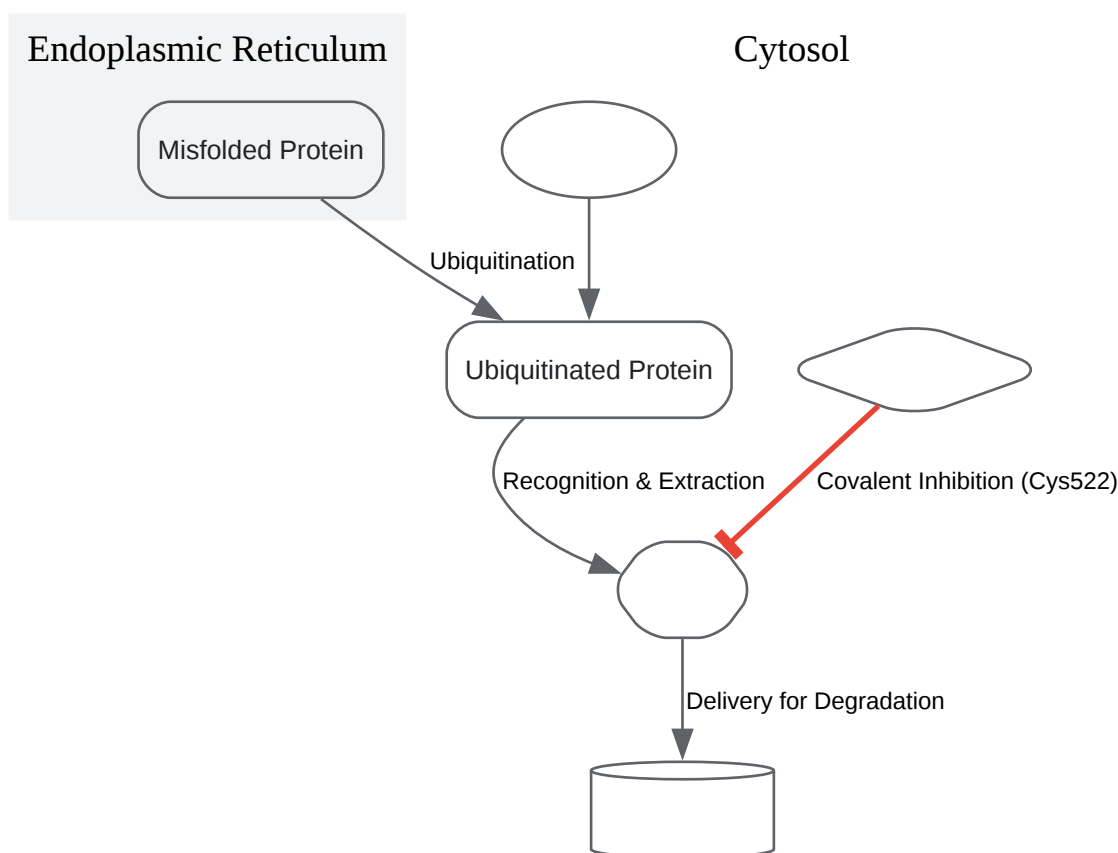 Endoplasmic Reticulum
Cytosol
Misfolded Protein
Ubiquitination
Ubiquitinated Protein
Recognition & Extraction
Covalent Inhibition (Cys522)
Delivery for Degradation